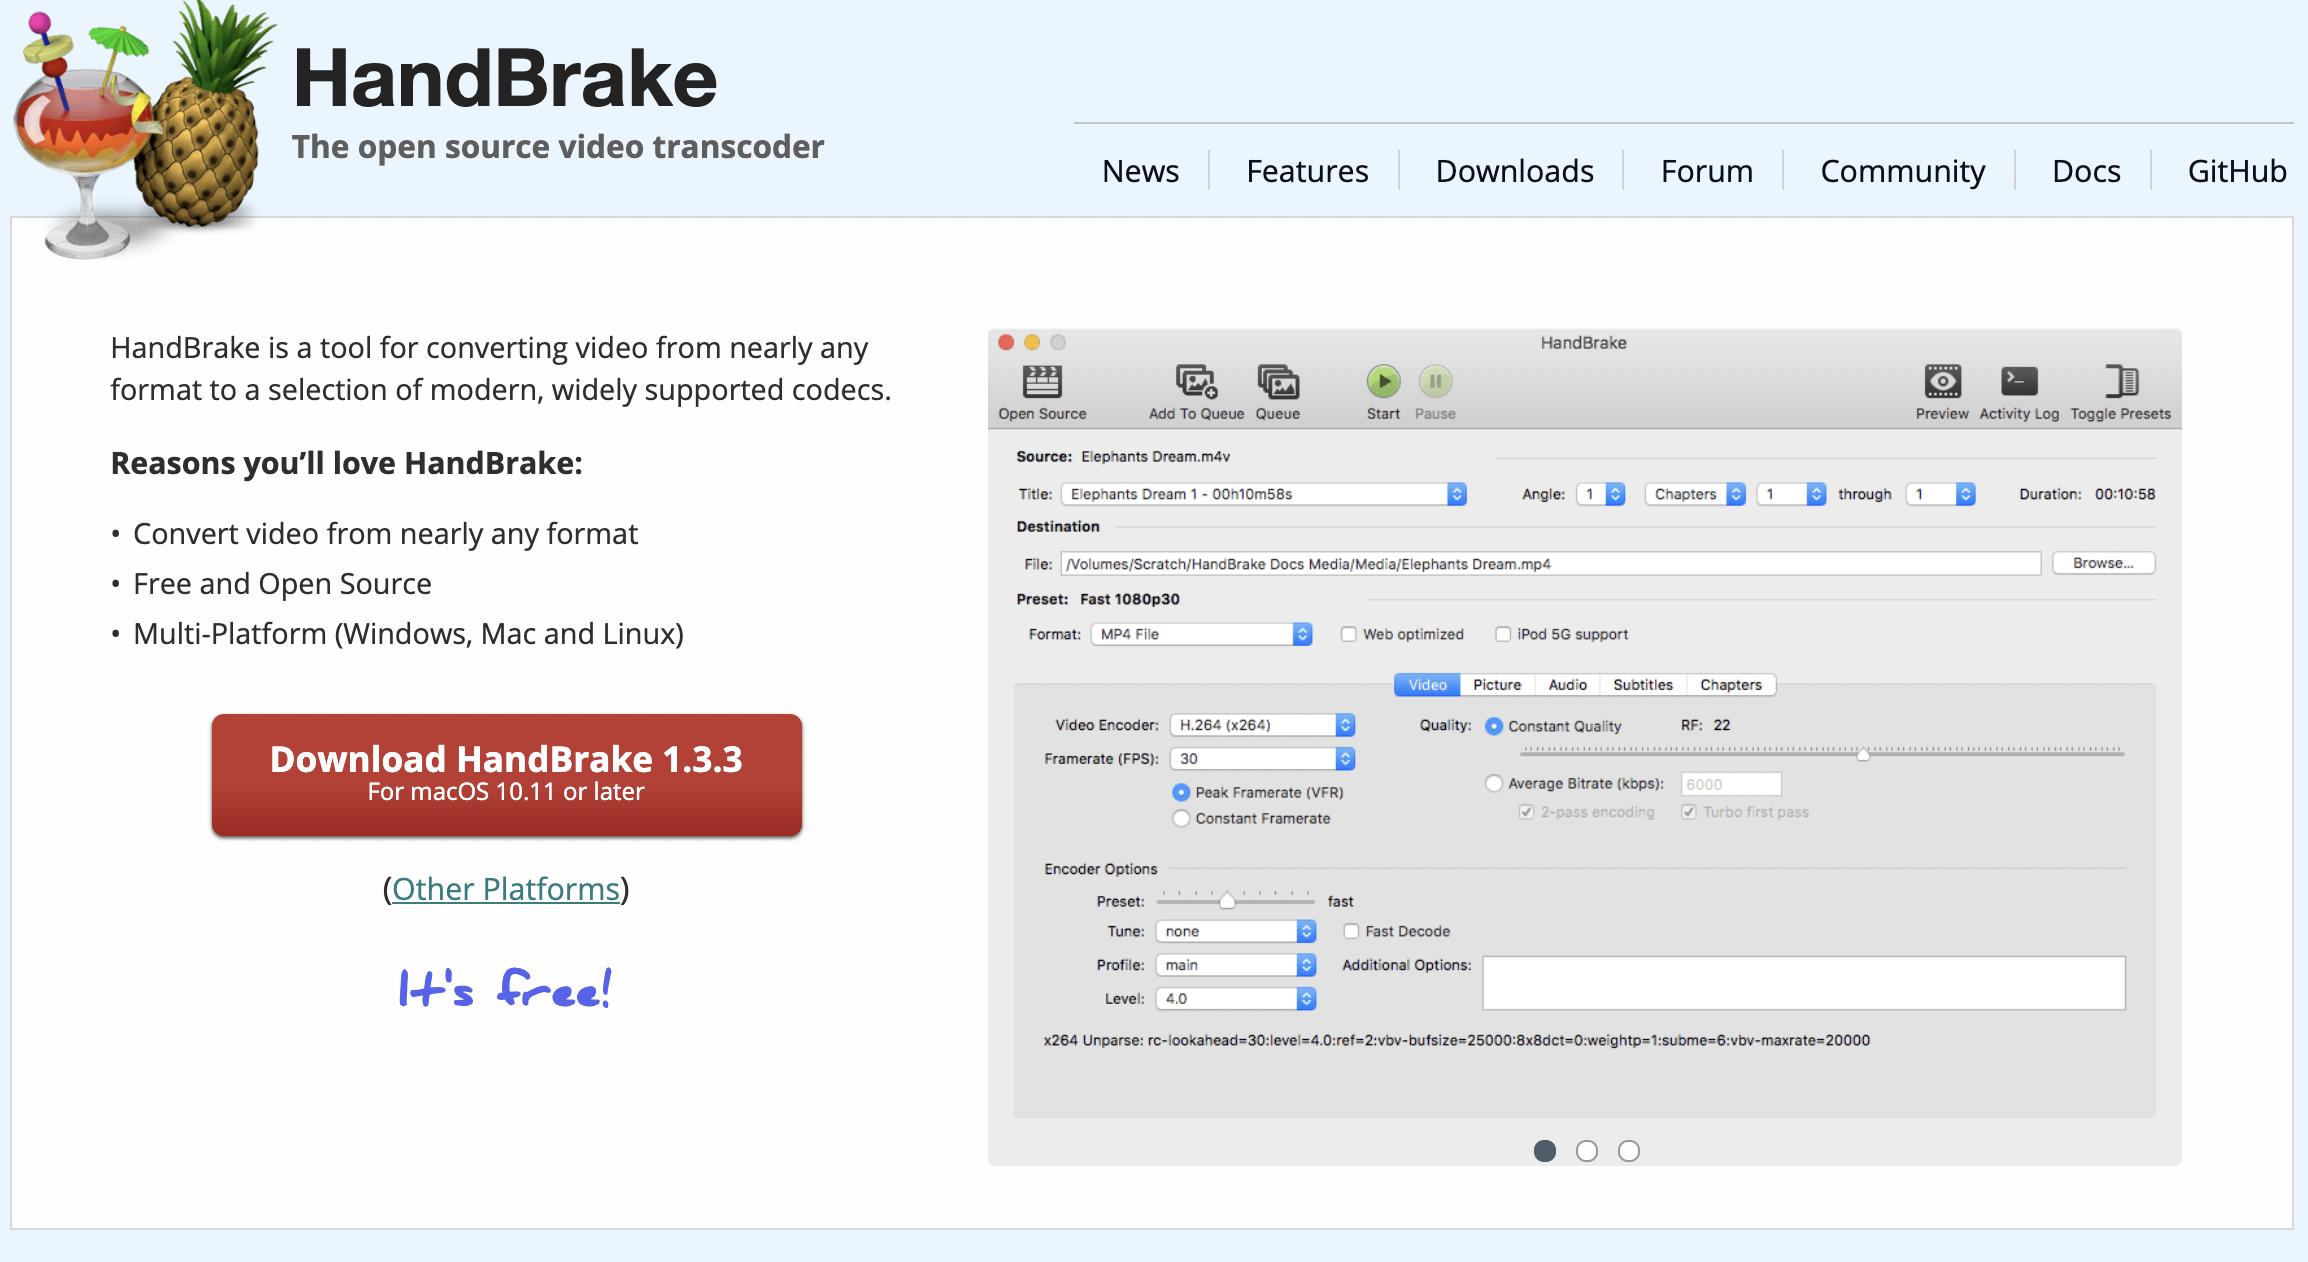 HandBrake
The open source video transcoder
News
Features
Downloads
Forum
Community
Docs
GitHub
HandBrake is a tool for converting video from nearly any
format to a selection of modern, widely supported codecs.
Reasons you’ll love HandBrake:
• Convert video from nearly any format
• Free and Open Source
• Multi-Platform (Windows, Mac and Linux)
Download HandBrake 1.3.3
For macOS 10.11 or later
(Other Platforms)
It's free!
HandBrake
Open Source
Add To Queue
Queue
Start
Pause
Preview
Activity Log
Toggle Presets
Source: Elephants Dream.m4v
Title: Elephants Dream 1 - 00h10m58s
Angle: 1
Chapters 1 through 1
Duration: 00:10:58
Destination
File: /Volumes/Scratch/HandBrake Docs Media/Media/Elephants Dream.mp4
Browse...
Preset: Fast 1080p30
Format: MP4 File
Web optimized
iPod 5G support
Video
Picture
Audio
Subtitles
Chapters
Video Encoder: H.264 (x264)
Framerate (FPS): 30
Peak Framerate (VFR)
Constant Framerate
Quality: Constant Quality
RF: 22
Average Bitrate (kbps): 6000
2-pass encoding
Turbo first pass
Encoder Options
Preset: fast
Tune: none
Fast Decode
Profile: main
Additional Options:
Level: 4.0
x264 Unparse: rc-lookahead=30:level=4.0:ref=2:vbv-bufsize=25000:8x8dct=0:weightp=1:subme=6:vbv-maxrate=20000